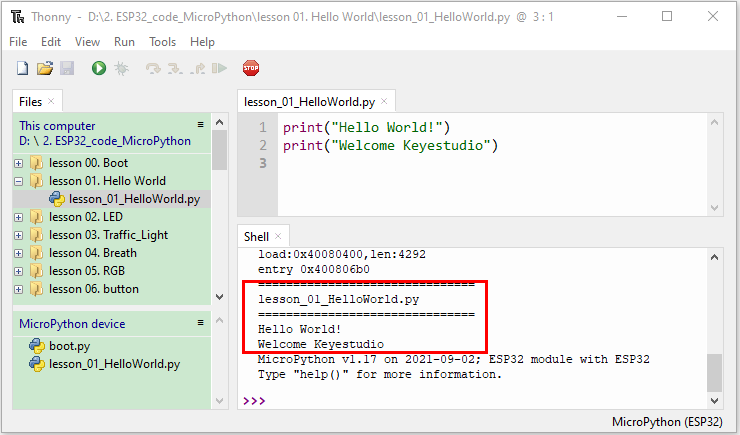 Thonny - D:\2. ESP32_code_MicroPython\lesson 01. Hello World\lesson_01_HelloWorld.py @ 3 : 1
File Edit View Run Tools Help
STOP
Files
This computer
D: \ 2. ESP32_code_MicroPython
lesson 00. Boot
lesson 01. Hello World
lesson_01_HelloWorld.py
lesson 02. LED
lesson 03. Traffic_Light
lesson 04. Breath
lesson 05. RGB
lesson 06. button
MicroPython device
boot.py
lesson_01_HelloWorld.py
lesson_01_HelloWorld.py
1 print("Hello World!")
2 print("Welcome Keyestudio")
3
Shell
load:0x40080400,len:4292
entry 0x400806b0
===============================
lesson_01_HelloWorld.py
===============================
Hello World!
Welcome Keyestudio
MicroPython v1.17 on 2021-09-02; ESP32 module with ESP32
Type "help()" for more information.
>>>
MicroPython (ESP32)